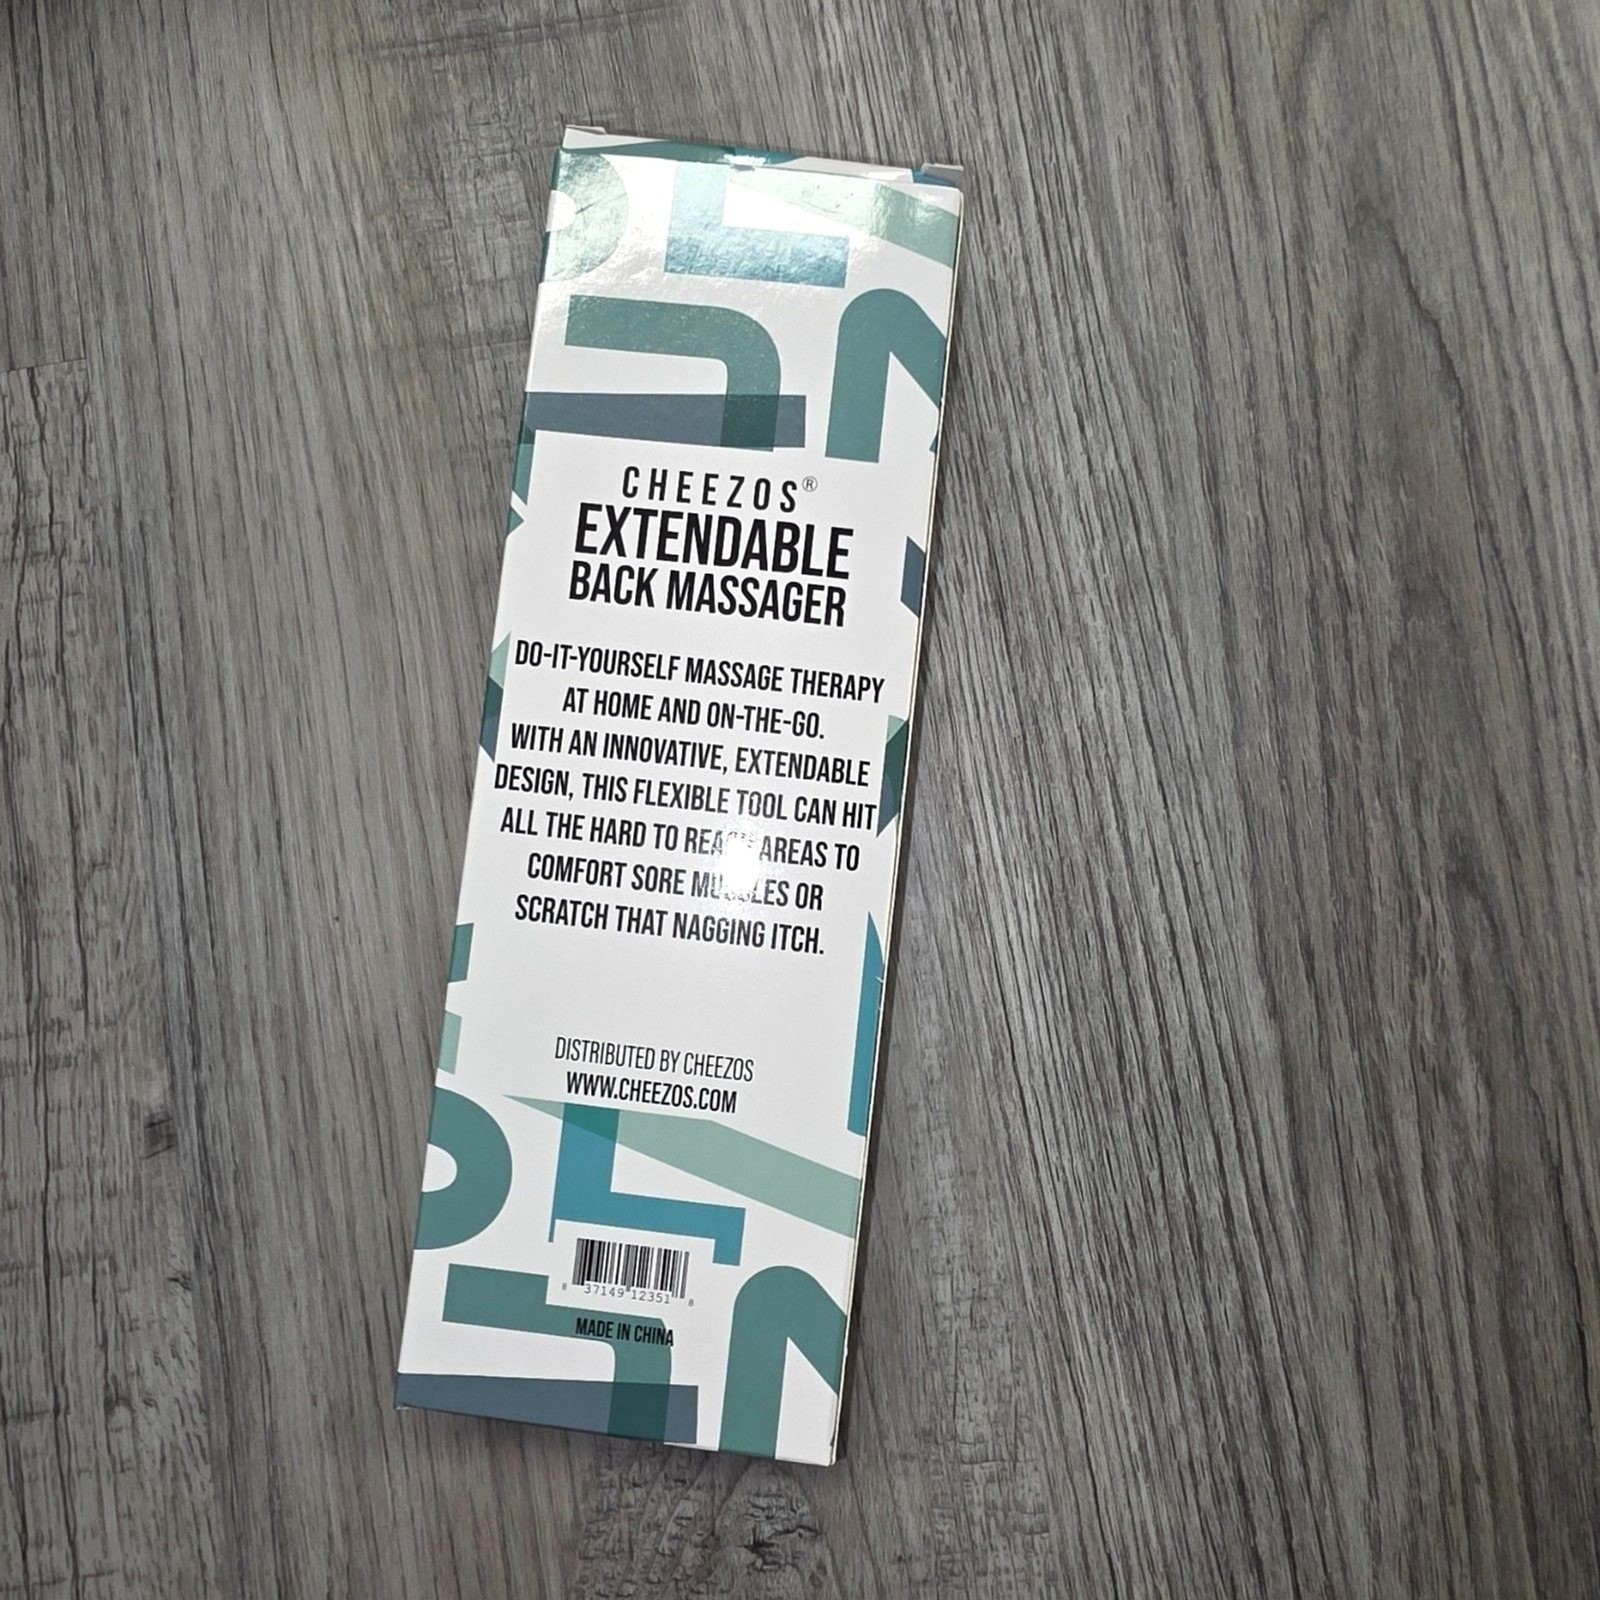 CHEEZOS®
EXTENDABLE
BACK MASSAGER
DO-IT-YOURSELF MASSAGE THERAPY
AT HOME AND ON-THE-GO.
WITH AN INNOVATIVE, EXTENDABLE
DESIGN, THIS FLEXIBLE TOOL CAN HIT
ALL THE HARD TO REACH AREAS TO
COMFORT SORE MUSCLES OR
SCRATCH THAT NAGGING ITCH.
DISTRIBUTED BY CHEEZOS
WWW.CHEEZOS.COM
8 37149 12351 8
MADE IN CHINA